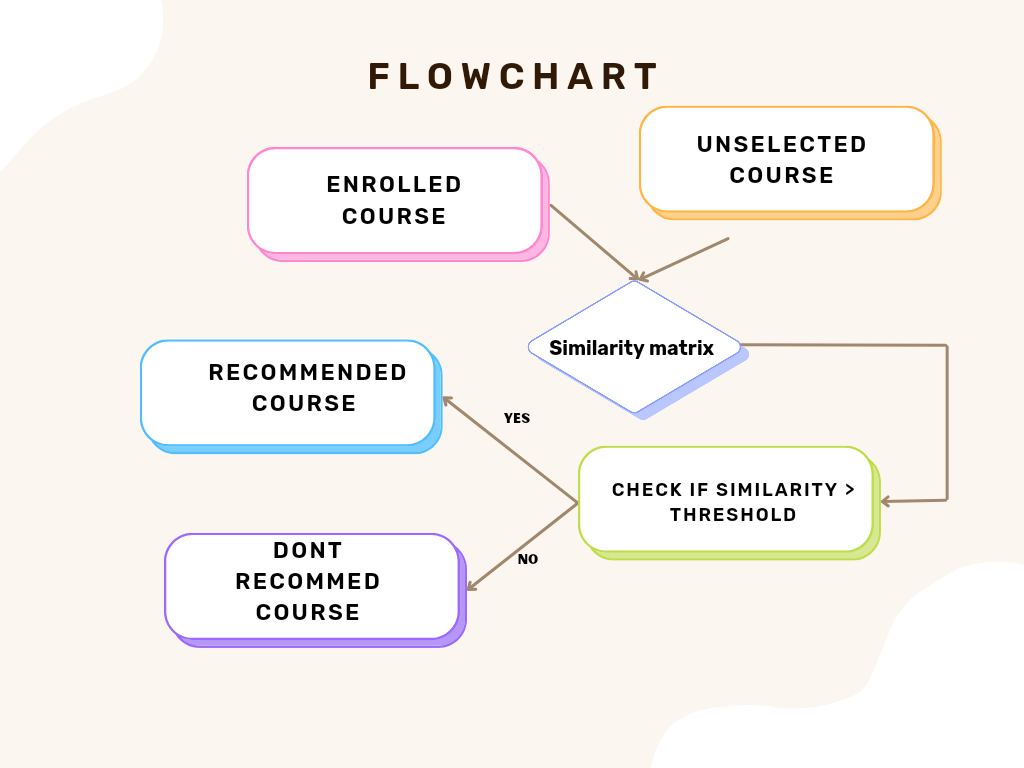 FLOWCHART
UNSELECTED
COURSE
ENROLLED
COURSE
Similarity matrix
RECOMMENDED
COURSE
YES
CHECK IF SIMILARITY >
THRESHOLD
NO
DONT
RECOMMED
COURSE